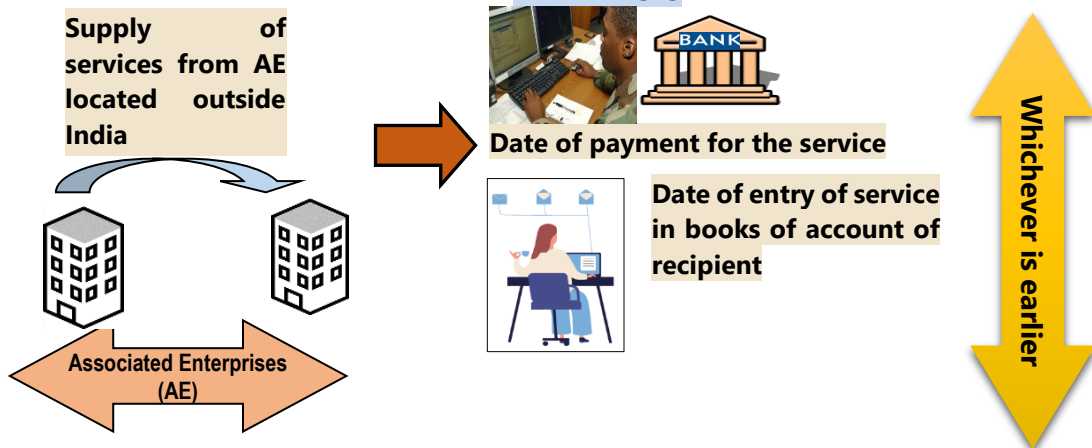 Supply of
services from AE
located outside
India
BANK
Date of payment for the service
Date of entry of service
in books of account of
recipient
Whichever is earlier
Associated Enterprises
(AE)